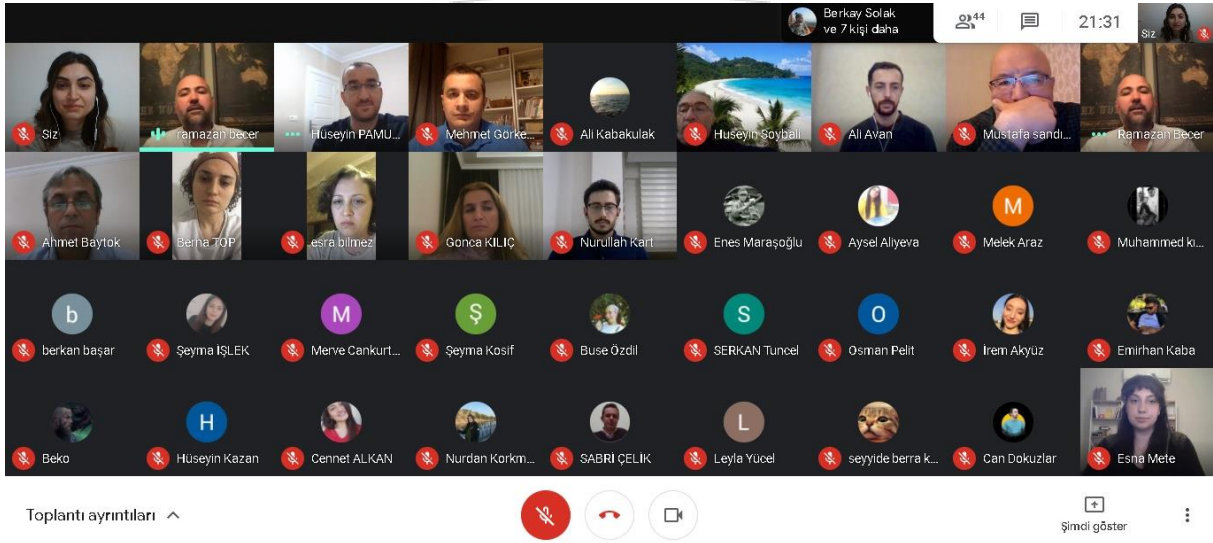 Berkay Solak
ve 7 kişi daha
44
21:31
Siz
Siz
ramazan becer
Hüseyin PAMU...
Mehmet Görke...
Ali Kabakulak
Huseyin Soybali
Ali Avan
Mustafa sandı...
Ramazan Becer
Ahmet Baytok
Berna TOP
esra bilmez
Gonca KILIÇ
Nurullah Kart
Enes Maraşoğlu
Aysel Aliyeva
M
Melek Araz
Muhammed kı...
b
berkan başar
Şeyma İŞLEK
M
Merve Cankurt...
Ş
Şeyma Kosif
Buse Özdil
S
SERKAN Tuncel
O
Osman Pelit
İrem Akyüz
Emirhan Kaba
Beko
H
Hüseyin Kazan
Cennet ALKAN
Nurdan Korkm...
SABRİ ÇELİK
L
Leyla Yücel
seyyide berra k...
Can Dokuzlar
Esna Mete
Toplantı ayrıntıları
Şimdi göster